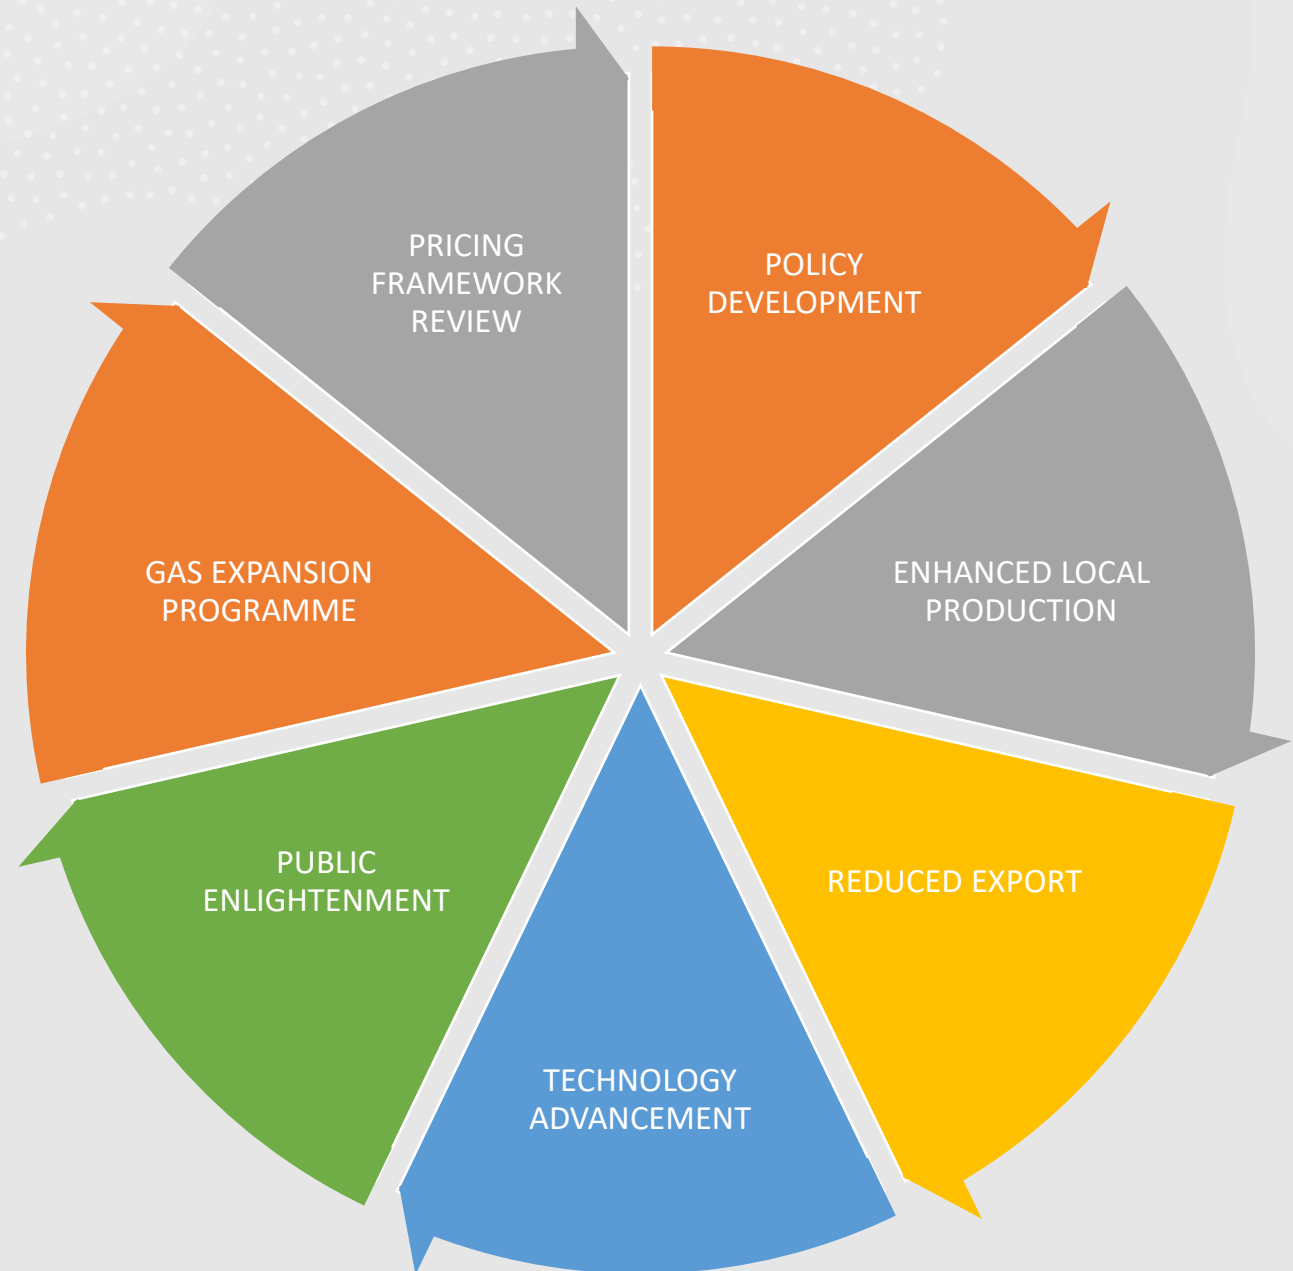 PRICING
FRAMEWORK
REVIEW
POLICY
DEVELOPMENT
ENHANCED LOCAL
PRODUCTION
REDUCED EXPORT
TECHNOLOGY
ADVANCEMENT
PUBLIC
ENLIGHTENMENT
GAS EXPANSION
PROGRAMME